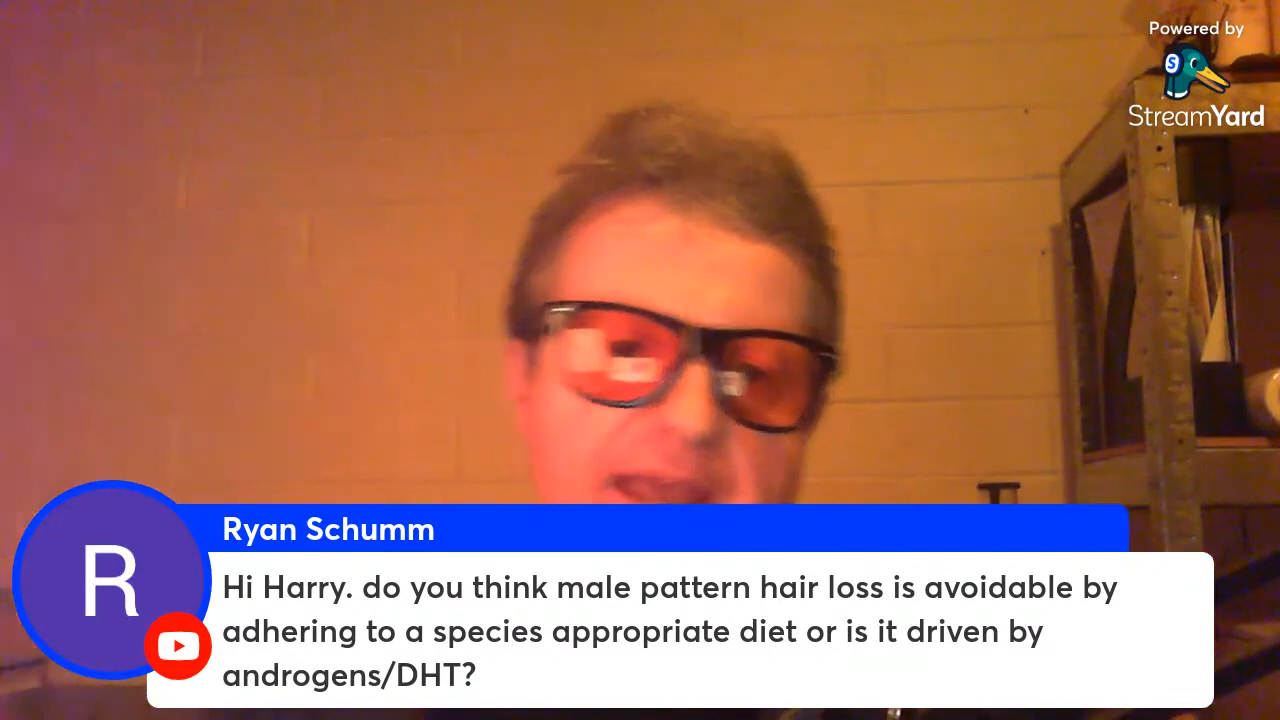 Powered by
S
StreamYard
R
Ryan Schumm
Hi Harry. do you think male pattern hair loss is avoidable by
adhering to a species appropriate diet or is it driven by
androgens/DHT?